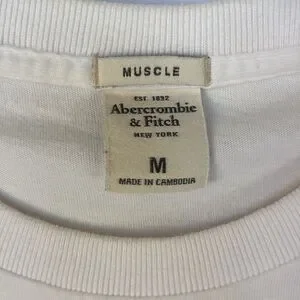 MUSCLE
EST. 1892
Abercrombie
& Fitch
NEW YORK
M
MADE IN CAMBODIA